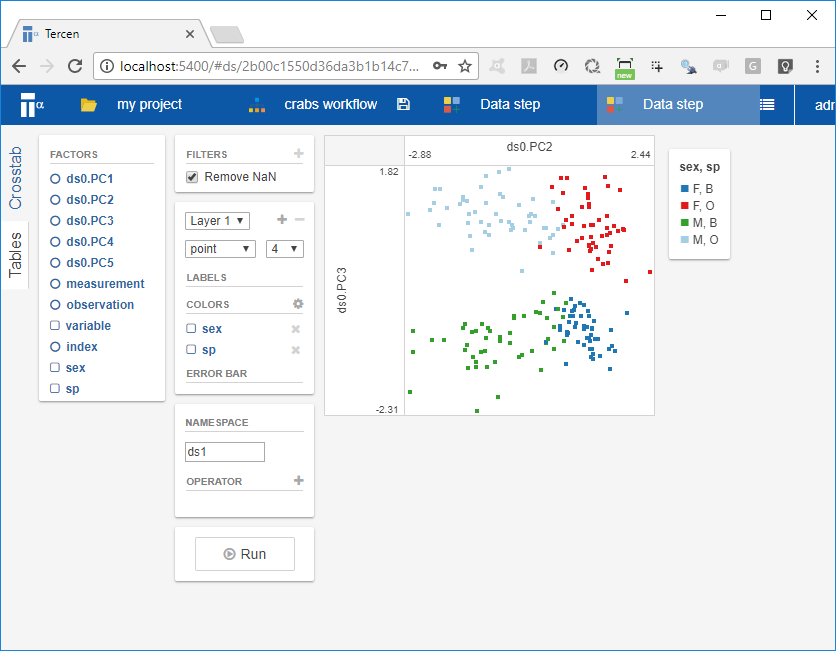 Tercen
localhost:5400/#ds/2b00c1550d36da3b1b14c7...
new
G
α my project crabs workflow Data step Data step adr
Crosstab
Tables
FACTORS
ds0.PC1
ds0.PC2
ds0.PC3
ds0.PC4
ds0.PC5
measurement
observation
variable
index
sex
sp
FILTERS
Remove NaN
Layer 1
point 4
LABELS
COLORS
sex
sp
ERROR BAR
NAMESPACE
ds1
OPERATOR
Run
ds0.PC2
-2.88 2.44
1.82
ds0.PC3
-2.31
sex, sp
F, B
F, O
M, B
M, O